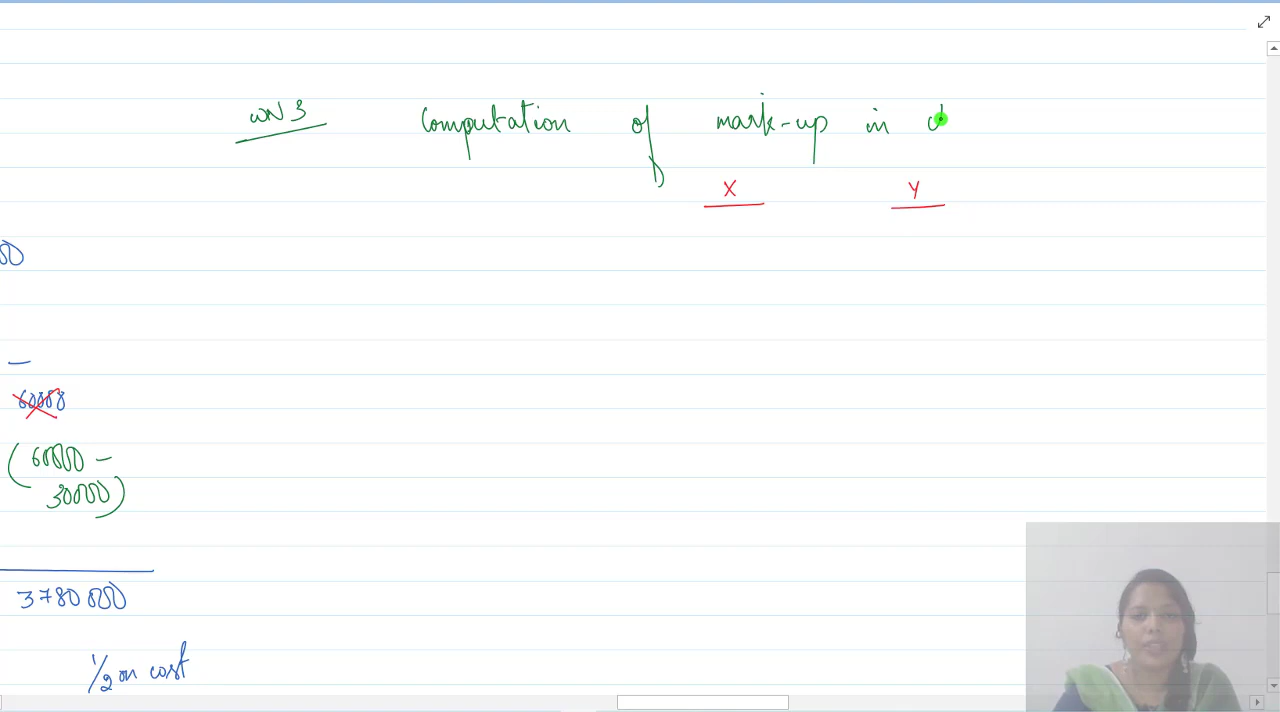 WN 3 Computation of mark-up in d
X Y
60000
(60000 -
30000)
3780000
1/2 on cost